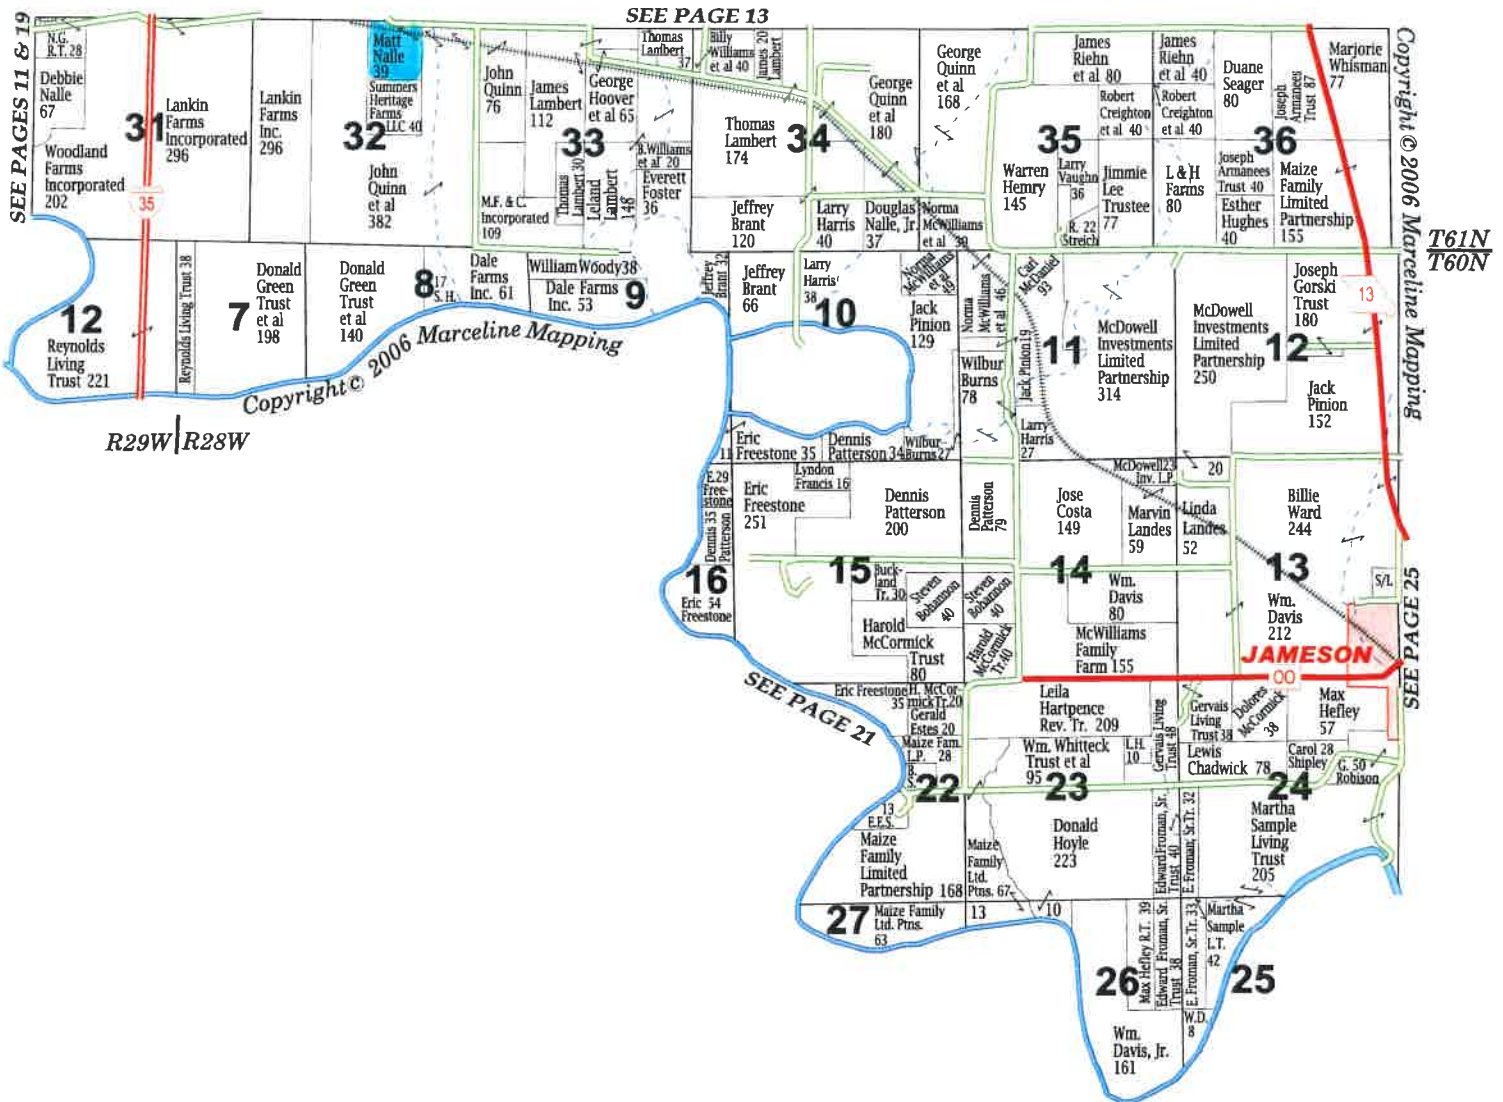 SEE PAGE 13
SEE PAGES 11 & 19
N.G.
R.T. 28
Debbie
Nalle
67
31
Woodland
Farms
Incorporated
202
35
Lankin
Farms
Incorporated
296
Lankin
Farms
Inc.
296
Matt
Nalle
39
Summers
Heritage
Farms
LLC 40
32
John
Quinn
et al
382
John
Quinn
76
James
Lambert
112
George
Hoover
et al 65
Thomas
Lambert
37
Billy
Williams
et al 40
James 20
Lambert
33
B.Williams
et al 20
Everett
Foster
36
Thomas
Lambert 30
Leland
Lambert
148
M.F. & C.
Incorporated
109
Thomas
Lambert
174
34
George
Quinn
et al
180
George
Quinn
et al
168
Jeffrey
Brant
120
Larry
Harris
40
Douglas
Nalle, Jr.
37
Norma
McWilliams
et al 39
James
Riehn
et al 80
James
Riehn
et al 40
Robert
Creighton
et al 40
Robert
Creighton
et al 40
35
Warren
Hemry
145
Larry
Vaughn
36
R. 22
Streich
Jimmie
Lee
Trustee
77
L & H
Farms
80
Duane
Seager
80
Joseph
Armanees
Trust 87
Marjorie
Whisman
77
36
Joseph
Armanees
Trust 40
Esther
Hughes
40
Maize
Family
Limited
Partnership
155
Copyright © 2006 Marceline Mapping
T61N
T60N
12
Reynolds
Living
Trust 221
Reynolds Living Trust 38
7
Donald
Green
Trust
et al
198
Donald
Green
Trust
et al
140
8
17
S. H.
Dale
Farms
Inc. 61
William Woody 38
Dale Farms
Inc. 53
9
Jeffrey
Brant 32
Jeffrey
Brant
66
Larry
Harris
38
10
Norma
McWilliams
et al 49
Jack
Pinion
129
Norma
McWilliams
et al 46
Carl
McDaniel
93
Wilbur
Burns
78
Jack Pinion 19
11
McDowell
Investments
Limited
Partnership
314
McDowell
Investments
Limited
Partnership
250
Joseph
Gorski
Trust
180
13
12
Jack
Pinion
152
Larry
Harris
27
Copyright © 2006 Marceline Mapping
R29W R28W
11
Eric
Freestone 35
Dennis
Patterson 34
Wilbur
Burns 27
E. 29
Free-
stone
Dennis 35
Patterson
Eric
Freestone
251
Lyndon
Francis 16
Dennis
Patterson
200
Dennis
Patterson
79
Jose
Costa
149
McDowell 23
Inv. L.P.
20
Marvin
Landes
59
Linda
Landes
52
Billie
Ward
244
16
Eric 54
Freestone
15
Buck-
land
Tr. 30
Steven
Bohannon
40
Steven
Bohannon
40
Harold
McCormick
Trust
80
Harold
McCormick
Tr. 40
14
Wm.
Davis
80
McWilliams
Family
Farm 155
13
Wm.
Davis
212
S/L
JAMESON
OO
SEE PAGE 25
SEE PAGE 21
Eric Freestone
35
H. McCor-
mick Tr. 20
Gerald
Estes 20
Maize Fam.
L.P. 28
22
13
E.E.S.
Maize
Family
Limited
Partnership 168
Leila
Hartpence
Rev. Tr. 209
Wm. Whitteck
Trust et al
95
L.H.
10
Gervais Living
Trust 48
23
Donald
Hoyle
223
Maize
Family
Ltd.
Ptns. 67
Gervais
Living
Trust 38
Dolores
McCormick
38
Max
Hefley
57
Lewis
Chadwick 78
Carol 28
Shipley
G. 50
Robison
24
Edward Froman, Sr.
Trust 40
E. Froman, Sr. Tr. 32
Martha
Sample
Living
Trust
205
27
Maize Family
Ltd. Ptns.
63
13
10
26
Max Hefley R.T. 39
Edward Froman, Sr.
Trust 38
E. Froman, Sr. Tr. 33
Martha
Sample
L.T.
42
25
W.D.
8
Wm.
Davis, Jr.
161